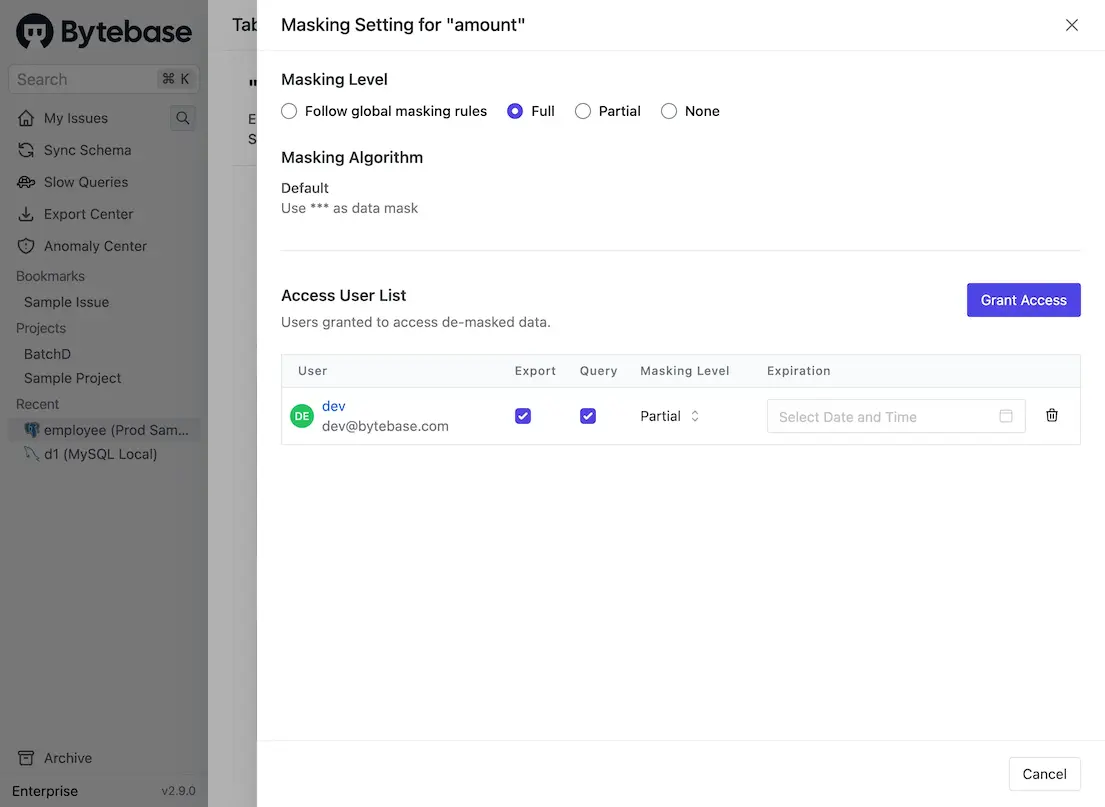 Bytebase
Search ⌘ K
My Issues
Sync Schema
Slow Queries
Export Center
Anomaly Center
Bookmarks
Sample Issue
Projects
BatchD
Sample Project
Recent
employee (Prod Sam...
d1 (MySQL Local)
Archive
Enterprise v2.9.0
Masking Setting for "amount"
Masking Level
Follow global masking rules Full Partial None
Masking Algorithm
Default
Use *** as data mask
Access User List
Grant Access
Users granted to access de-masked data.
User Export Query Masking Level Expiration
DE
dev
dev@bytebase.com
Partial
Select Date and Time
Cancel